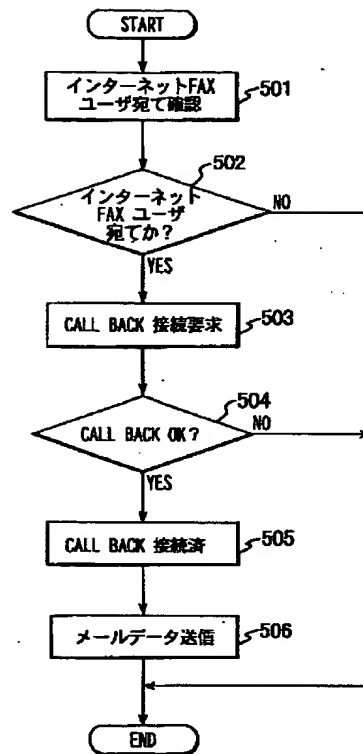 START
インターネットFAX
ユーザ宛て確認
501
502
インターネット
FAX ユーザ
宛てか？
NO
YES
CALL BACK 接続要求
503
504
CALL BACK OK?
NO
YES
CALL BACK 接続済
505
メールデータ送信
506
END